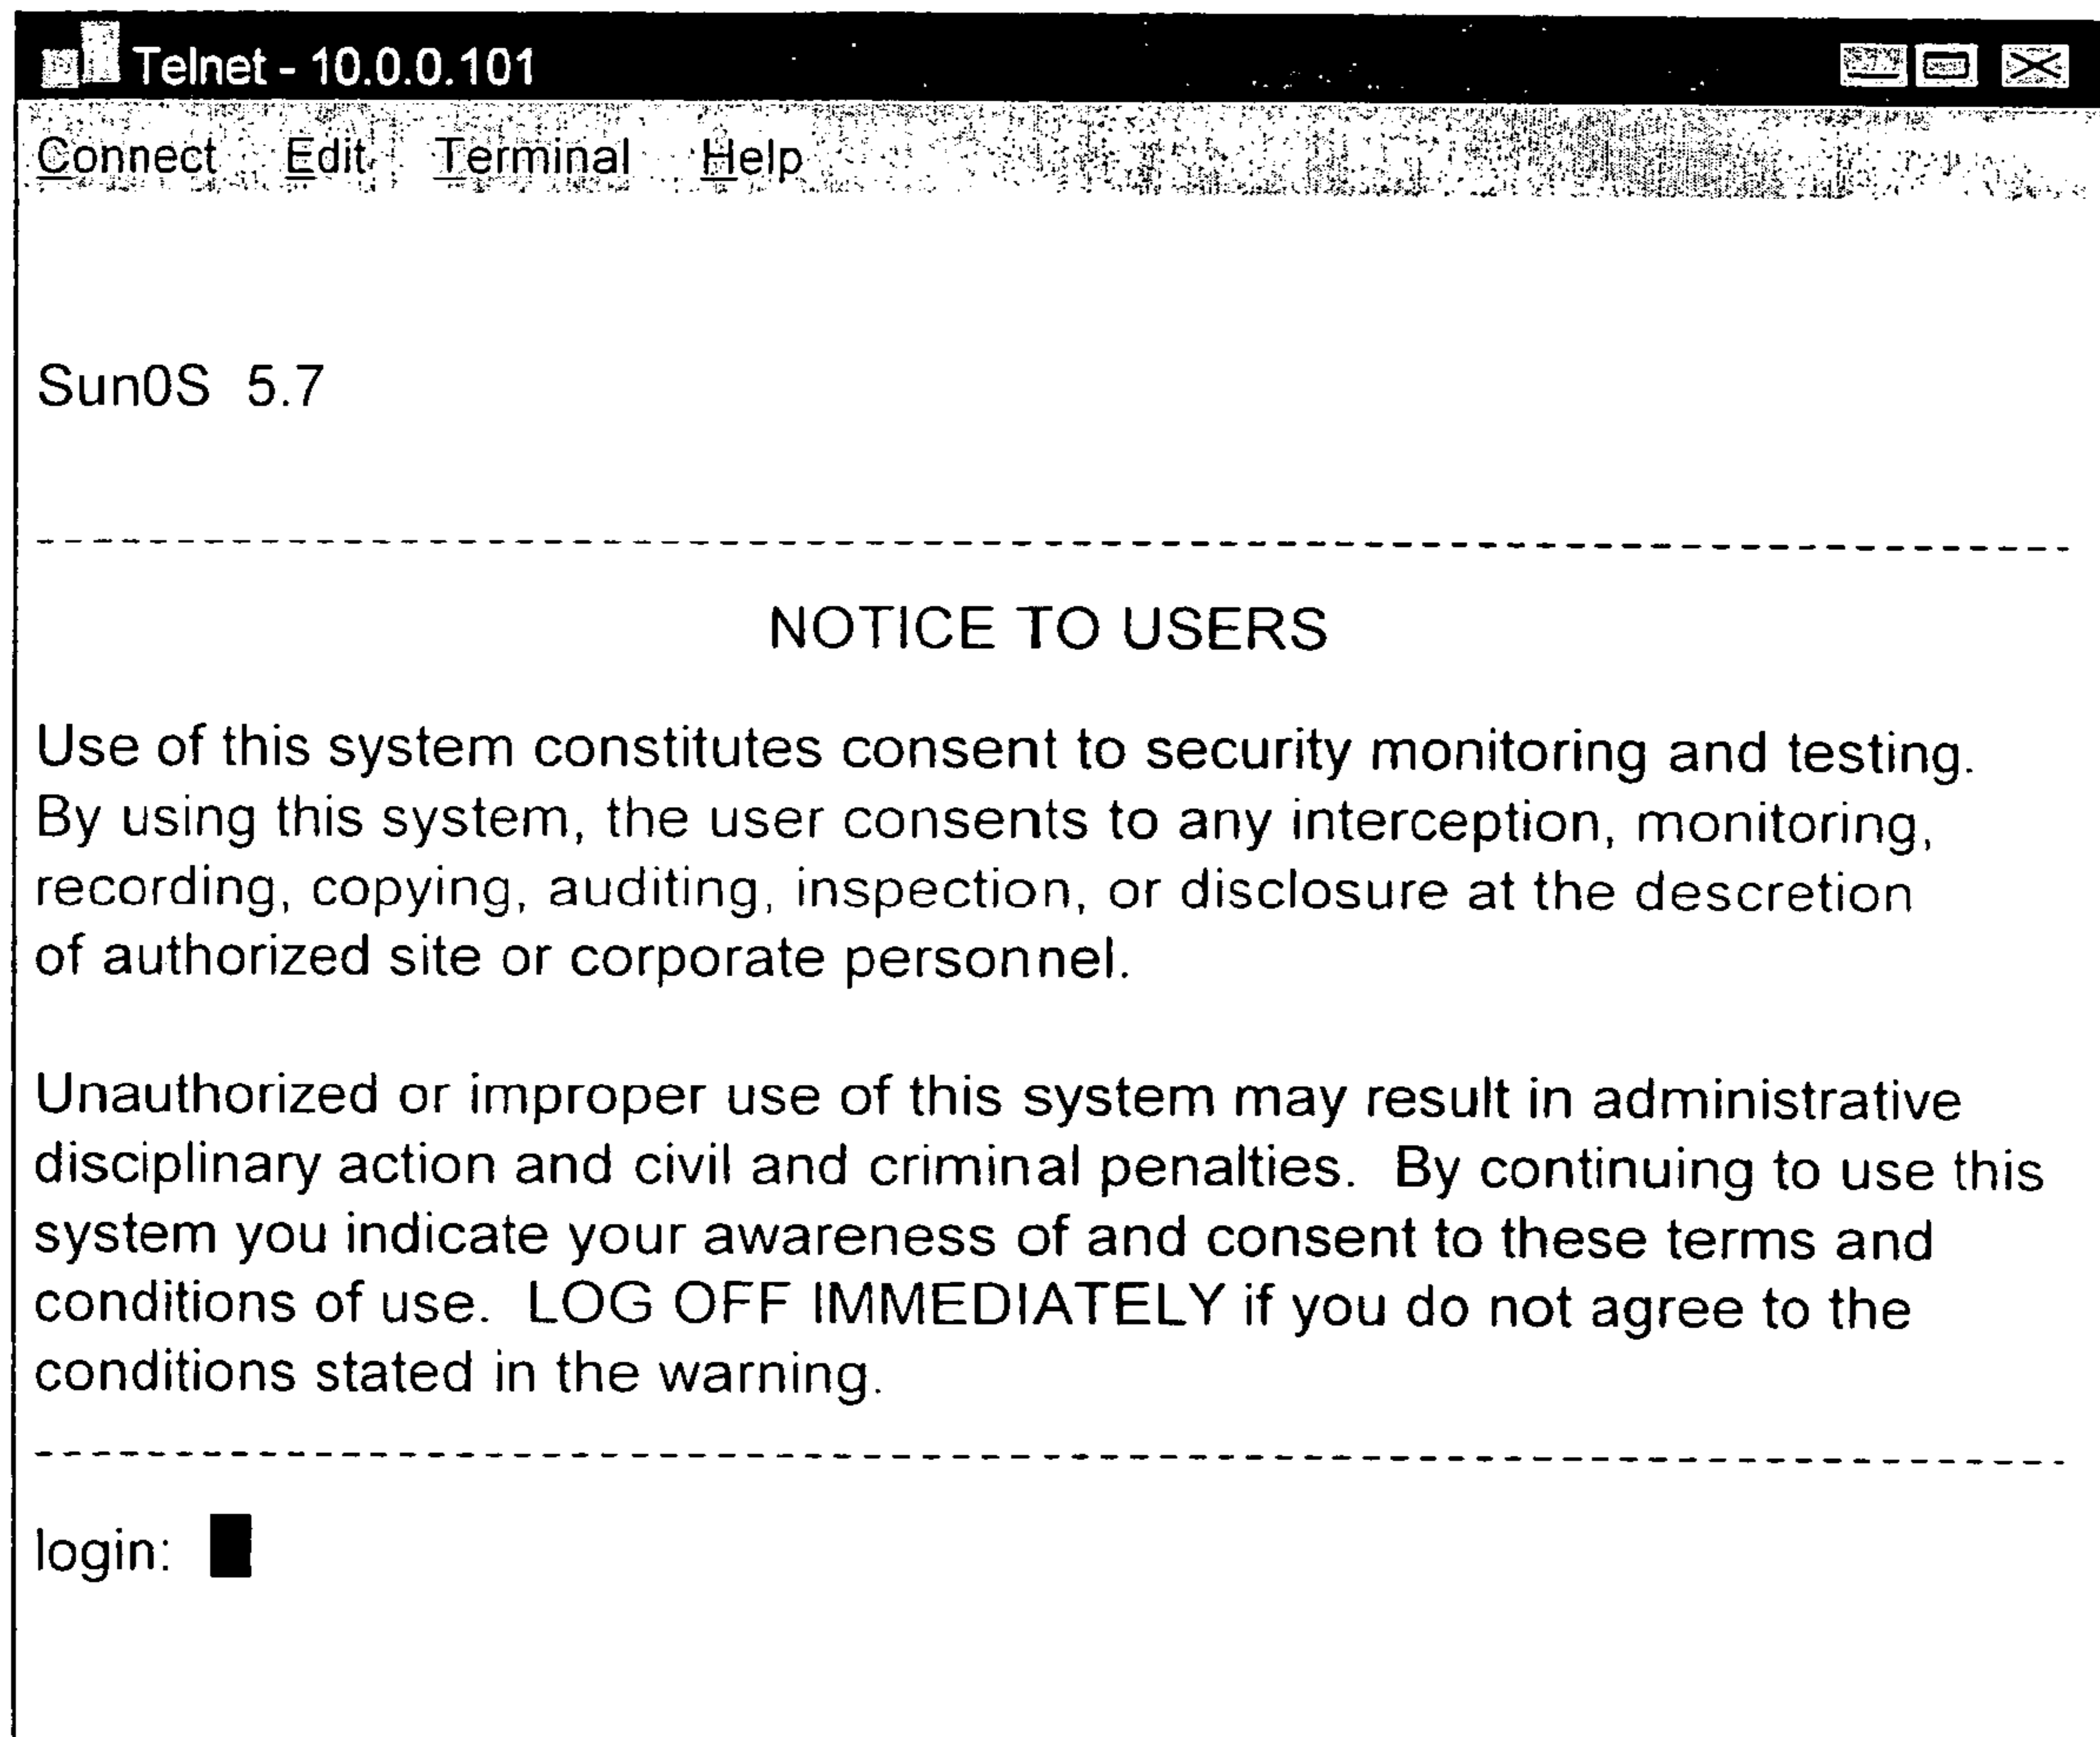 Telnet - 10.0.0.101
Connect Edit Terminal Help
Sun0S 5.7
NOTICE TO USERS
Use of this system constitutes consent to security monitoring and testing.
By using this system, the user consents to any interception, monitoring,
recording, copying, auditing, inspection, or disclosure at the descretion
of authorized site or corporate personnel.
Unauthorized or improper use of this system may result in administrative
disciplinary action and civil and criminal penalties. By continuing to use this
system you indicate your awareness of and consent to these terms and
conditions of use. LOG OFF IMMEDIATELY if you do not agree to the
conditions stated in the warning.
login: